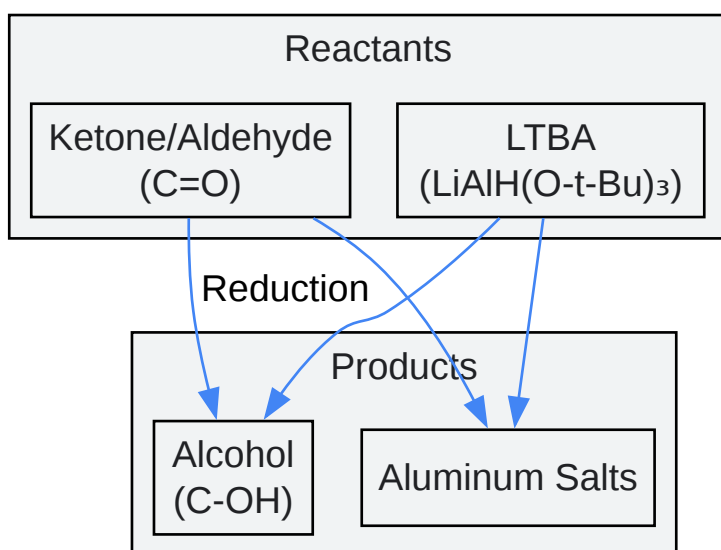 Reactants
Ketone/Aldehyde
(C=O)
LTBA
(LiAlH(O-t-Bu)₃)
Reduction
Products
Alcohol
(C-OH)
Aluminum Salts